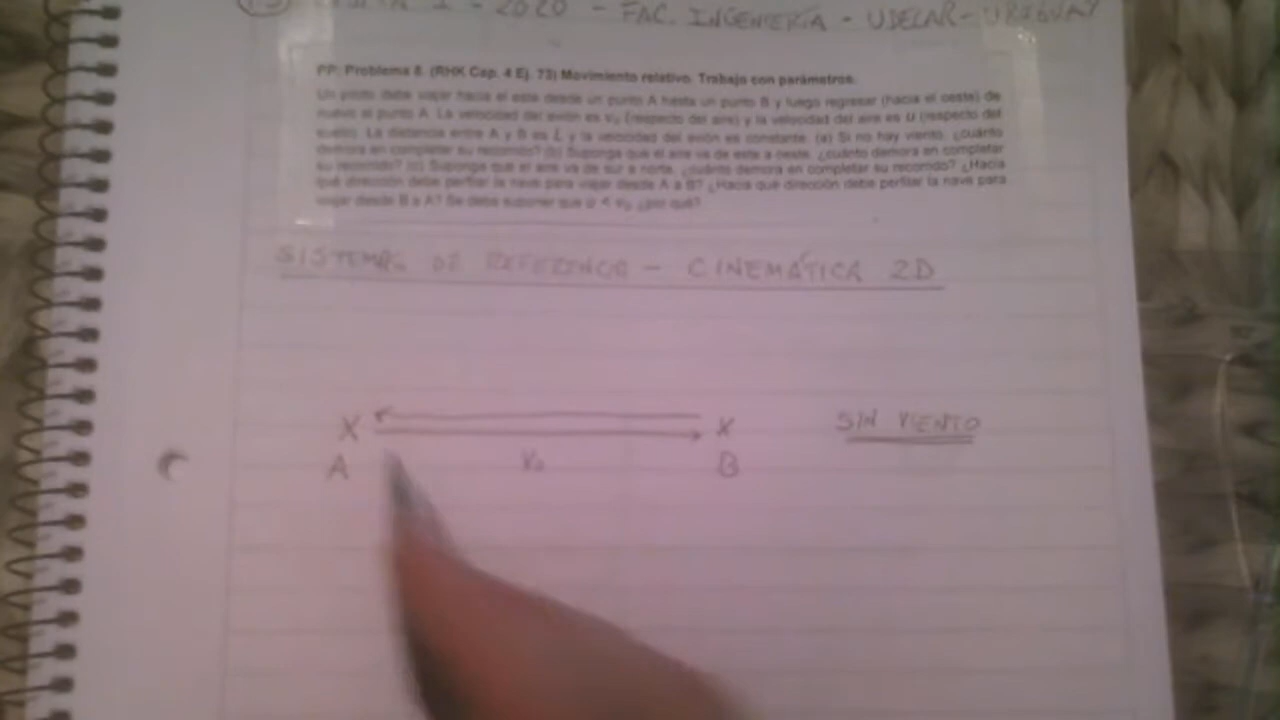 1 - 2020 - FAC. INGENIERÍA - UDELAR - URUGUAY
PP: Problema 8. (RHK Cap. 4 Ej. 73) Movimiento relativo. Trabajo con parámetros.
Un piloto debe viajar hacia el este desde un punto A hasta un punto B y luego regresar (hacia el oeste) de
nuevo al punto A. La velocidad del avión es v₀ (respecto del aire) y la velocidad del aire es u (respecto del
suelo). La distancia entre A y B es L y la velocidad del avión es constante. (a) Si no hay viento, ¿cuánto
demora en completar su recorrido? (b) Suponga que el aire va de este a oeste, ¿cuánto demora en completar
su recorrido? (c) Suponga que el aire va de sur a norte, ¿cuánto demora en completar su recorrido? ¿Hacia
qué dirección debe perfilar la nave para viajar desde A a B? ¿Hacia qué dirección debe perfilar la nave para
viajar desde B a A? Se debe suponer que u < v₀ ¿por qué?
SISTEMAS DE REFERENCIA - CINEMÁTICA 2D
X X SIN VIENTO
A V₀ B